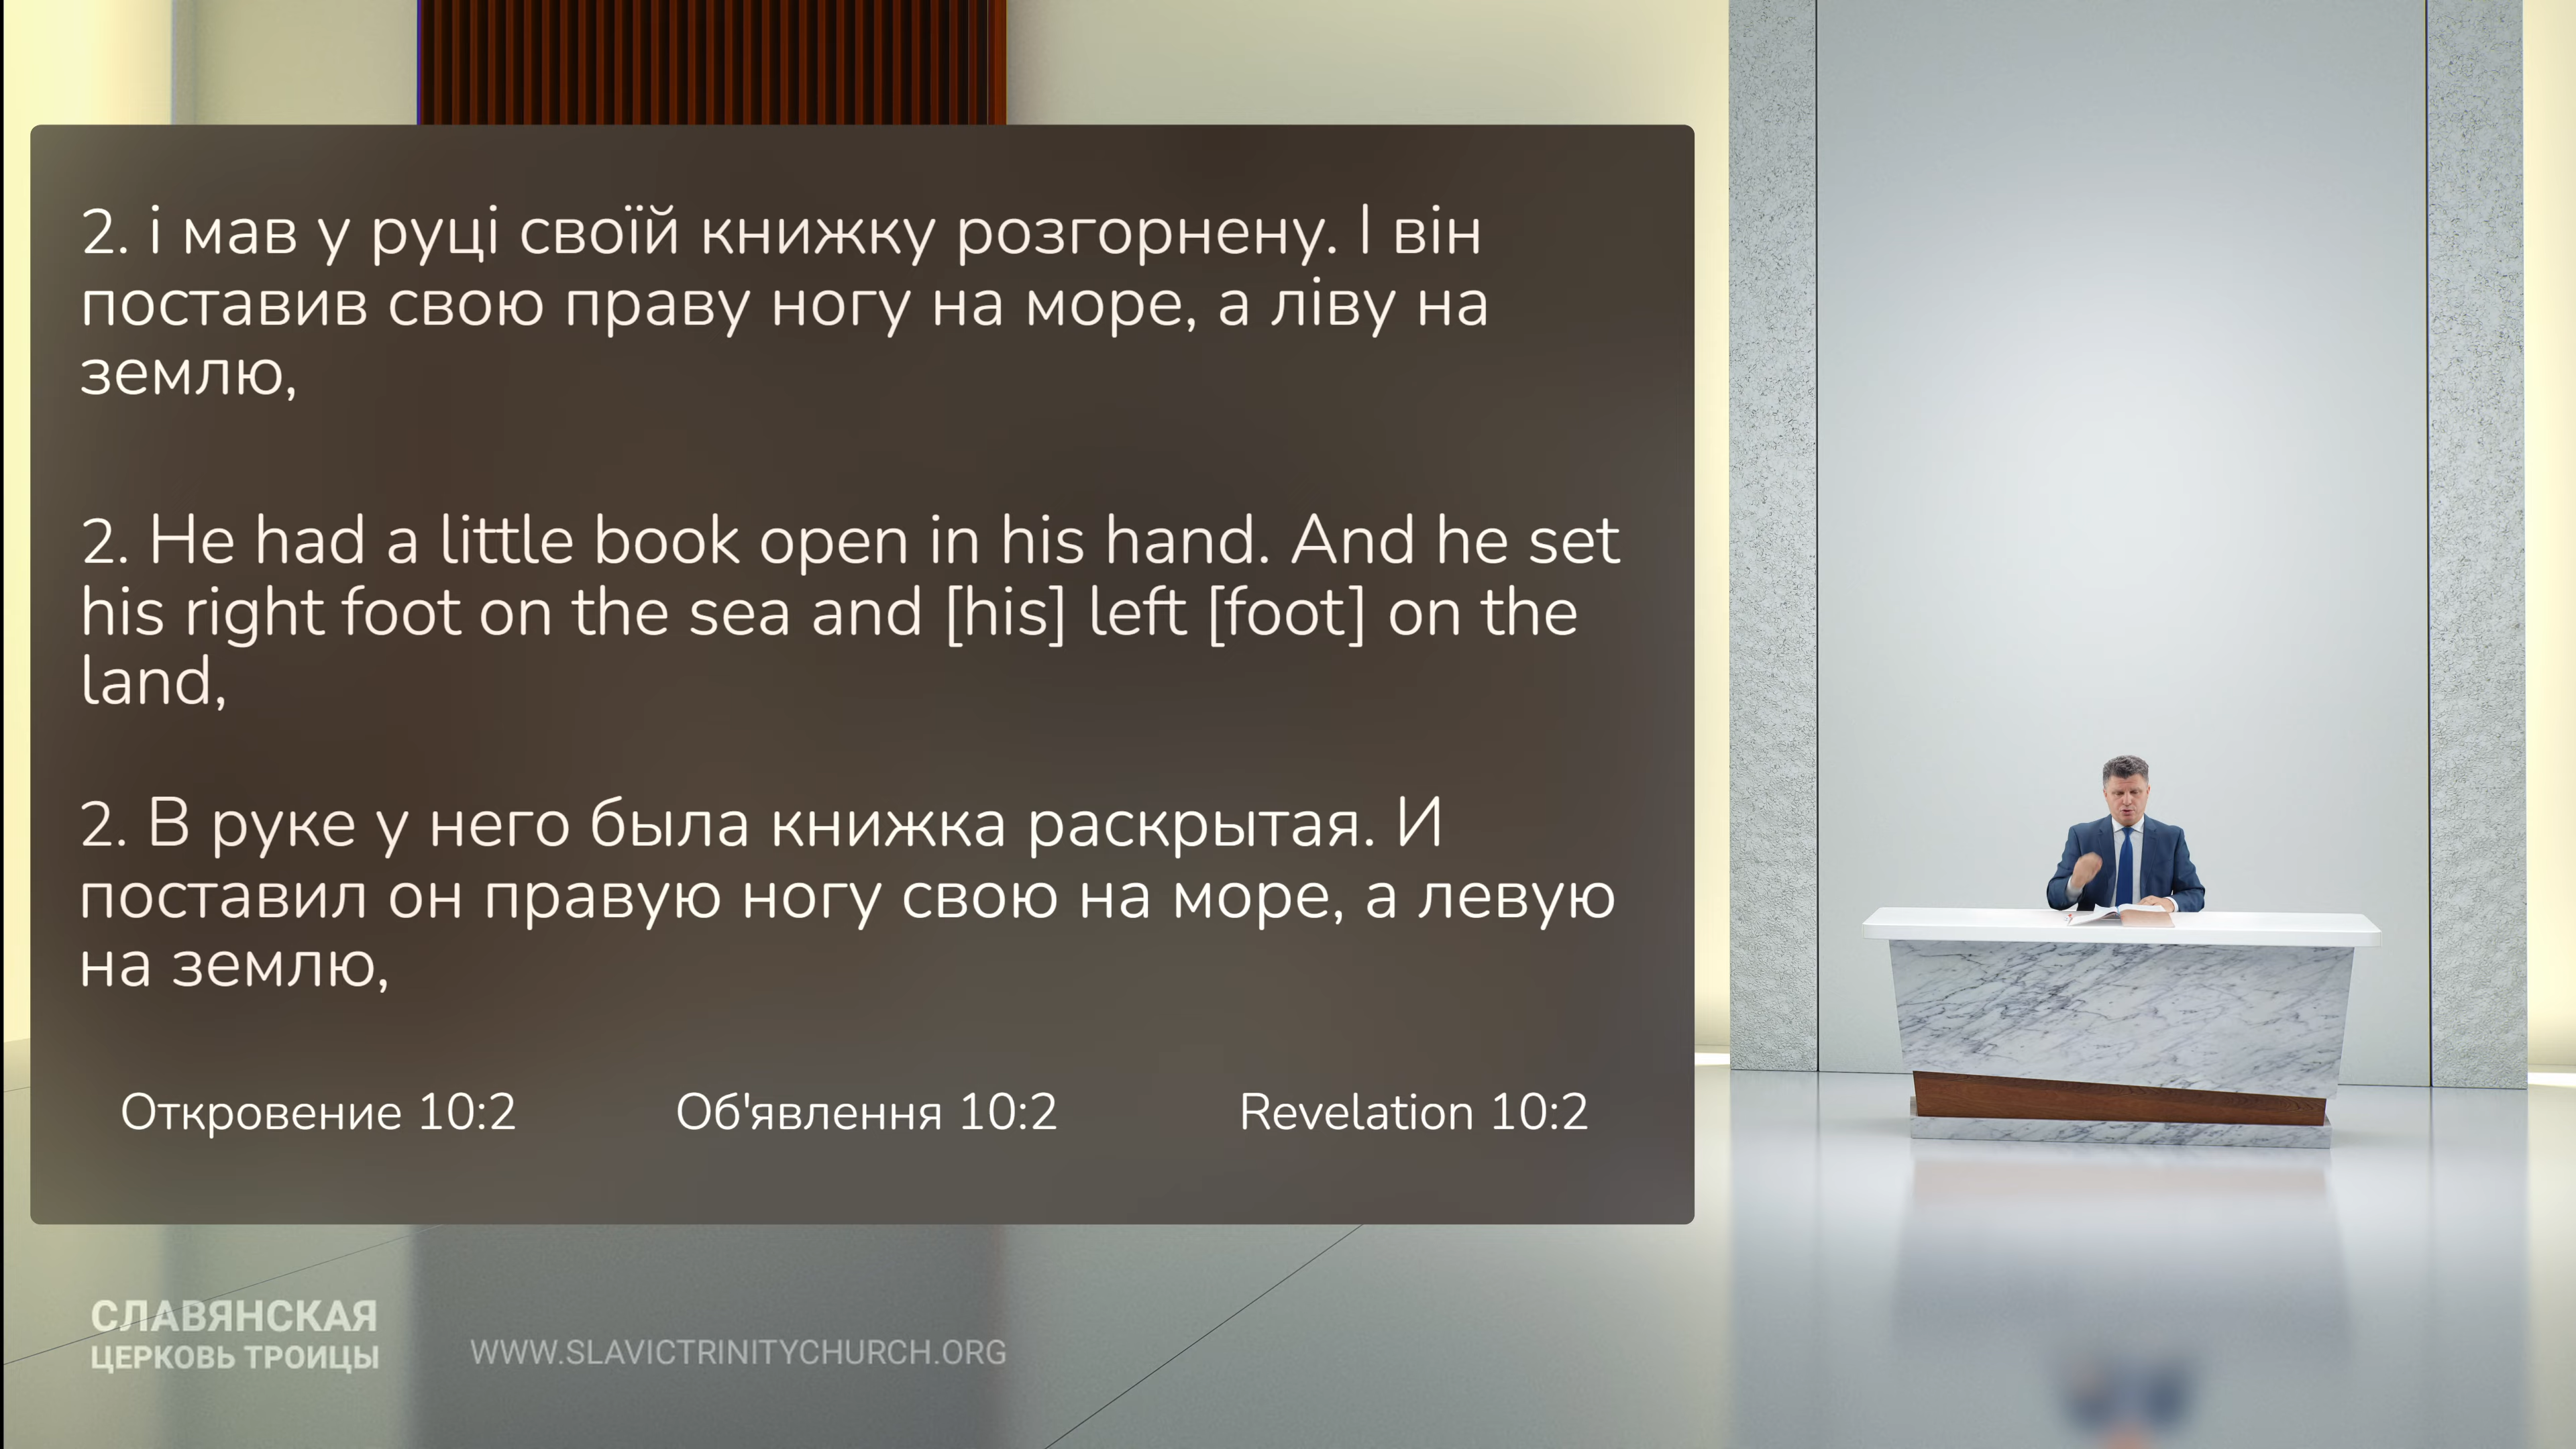 2. і мав у руці своїй книжку розгорнену. І він
поставив свою праву ногу на море, а ліву на
землю,
2. He had a little book open in his hand. And he set
his right foot on the sea and [his] left [foot] on the
land,
2. В руке у него была книжка раскрытая. И
поставил он правую ногу свою на море, а левую
на землю,
Откровение 10:2 Об'явлення 10:2 Revelation 10:2
СЛАВЯНСКАЯ
ЦЕРКОВЬ ТРОИЦЫ
WWW.SLAVICTRINITYCHURCH.ORG